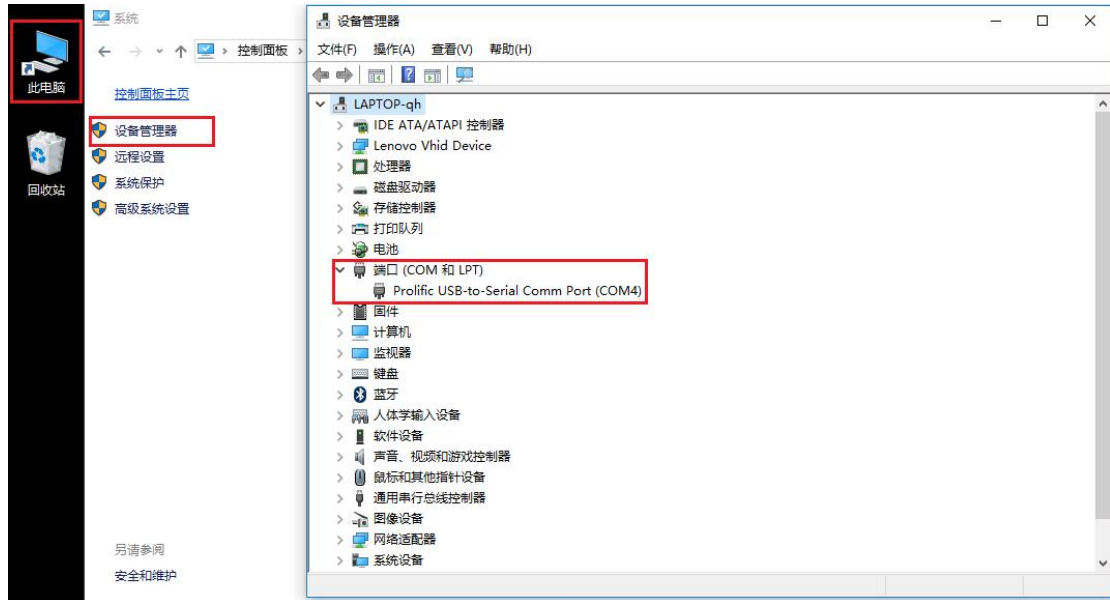 此电脑
回收站
系统
控制面板
控制面板主页
设备管理器
远程设置
系统保护
高级系统设置
另请参阅
安全和维护
设备管理器
文件(F) 操作(A) 查看(V) 帮助(H)
LAPTOP-qh
IDE ATA/ATAPI 控制器
Lenovo Vhid Device
处理器
磁盘驱动器
存储控制器
打印队列
电池
端口 (COM 和 LPT)
Prolific USB-to-Serial Comm Port (COM4)
固件
计算机
监视器
键盘
蓝牙
人体学输入设备
软件设备
声音、视频和游戏控制器
鼠标和其他指针设备
通用串行总线控制器
图像设备
网络适配器
系统设备